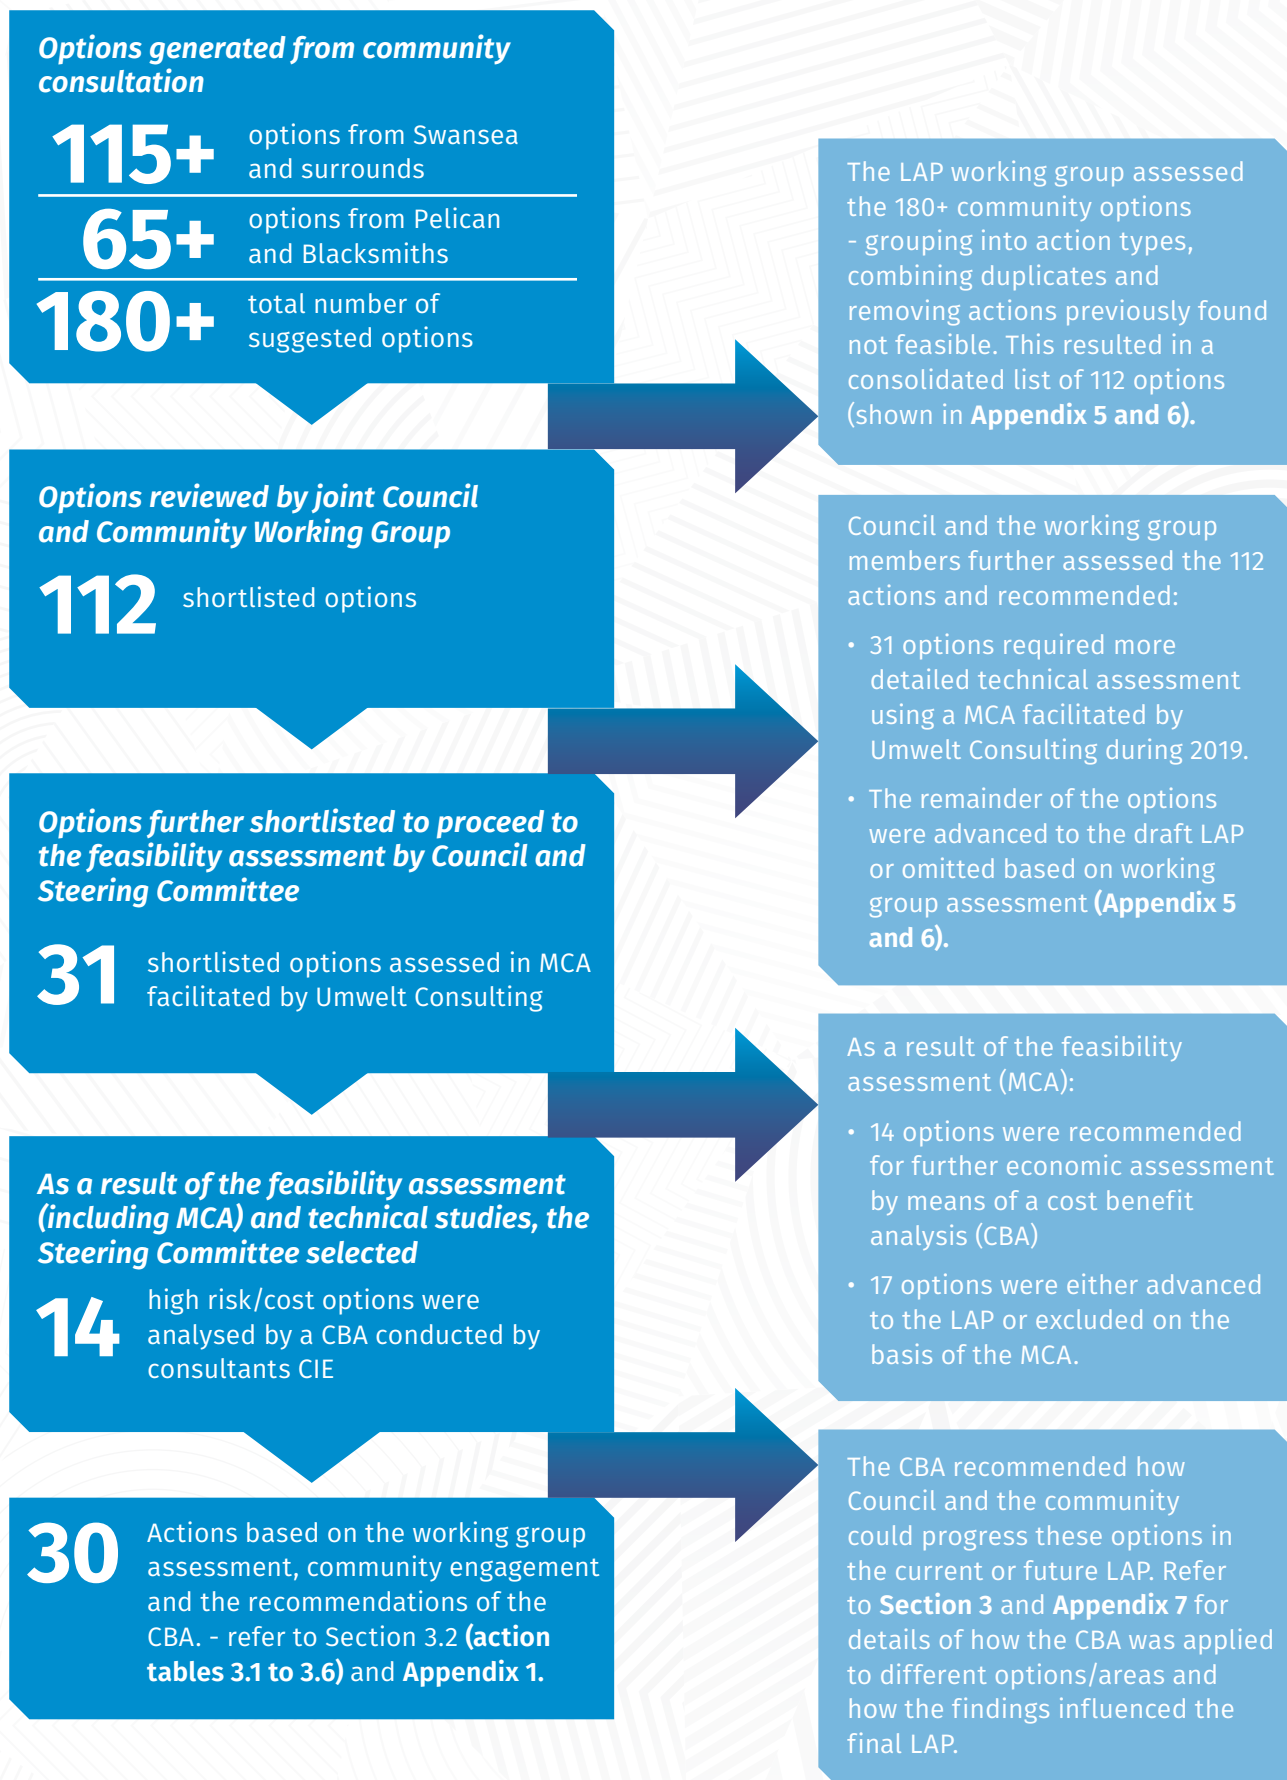 Options generated from community
consultation
115+ options from Swansea
and surrounds
65+ options from Pelican
and Blacksmiths
180+ total number of
suggested options
The LAP working group assessed
the 180+ community options
- grouping into action types,
combining duplicates and
removing actions previously found
not feasible. This resulted in a
consolidated list of 112 options
(shown in Appendix 5 and 6).
Options reviewed by joint Council
and Community Working Group
112 shortlisted options
Council and the working group
members further assessed the 112
actions and recommended:
• 31 options required more
detailed technical assessment
using a MCA facilitated by
Umwelt Consulting during 2019.
• The remainder of the options
were advanced to the draft LAP
or omitted based on working
group assessment (Appendix 5
and 6).
Options further shortlisted to proceed to
the feasibility assessment by Council and
Steering Committee
31 shortlisted options assessed in MCA
facilitated by Umwelt Consulting
As a result of the feasibility
assessment (MCA):
• 14 options were recommended
for further economic assessment
by means of a cost benefit
analysis (CBA)
• 17 options were either advanced
to the LAP or excluded on the
basis of the MCA.
As a result of the feasibility assessment
(including MCA) and technical studies, the
Steering Committee selected
14 high risk/cost options were
analysed by a CBA conducted by
consultants CIE
The CBA recommended how
Council and the community
could progress these options in
the current or future LAP. Refer
to Section 3 and Appendix 7 for
details of how the CBA was applied
to different options/areas and
how the findings influenced the
final LAP.
30 Actions based on the working group
assessment, community engagement
and the recommendations of the
CBA. - refer to Section 3.2 (action
tables 3.1 to 3.6) and Appendix 1.